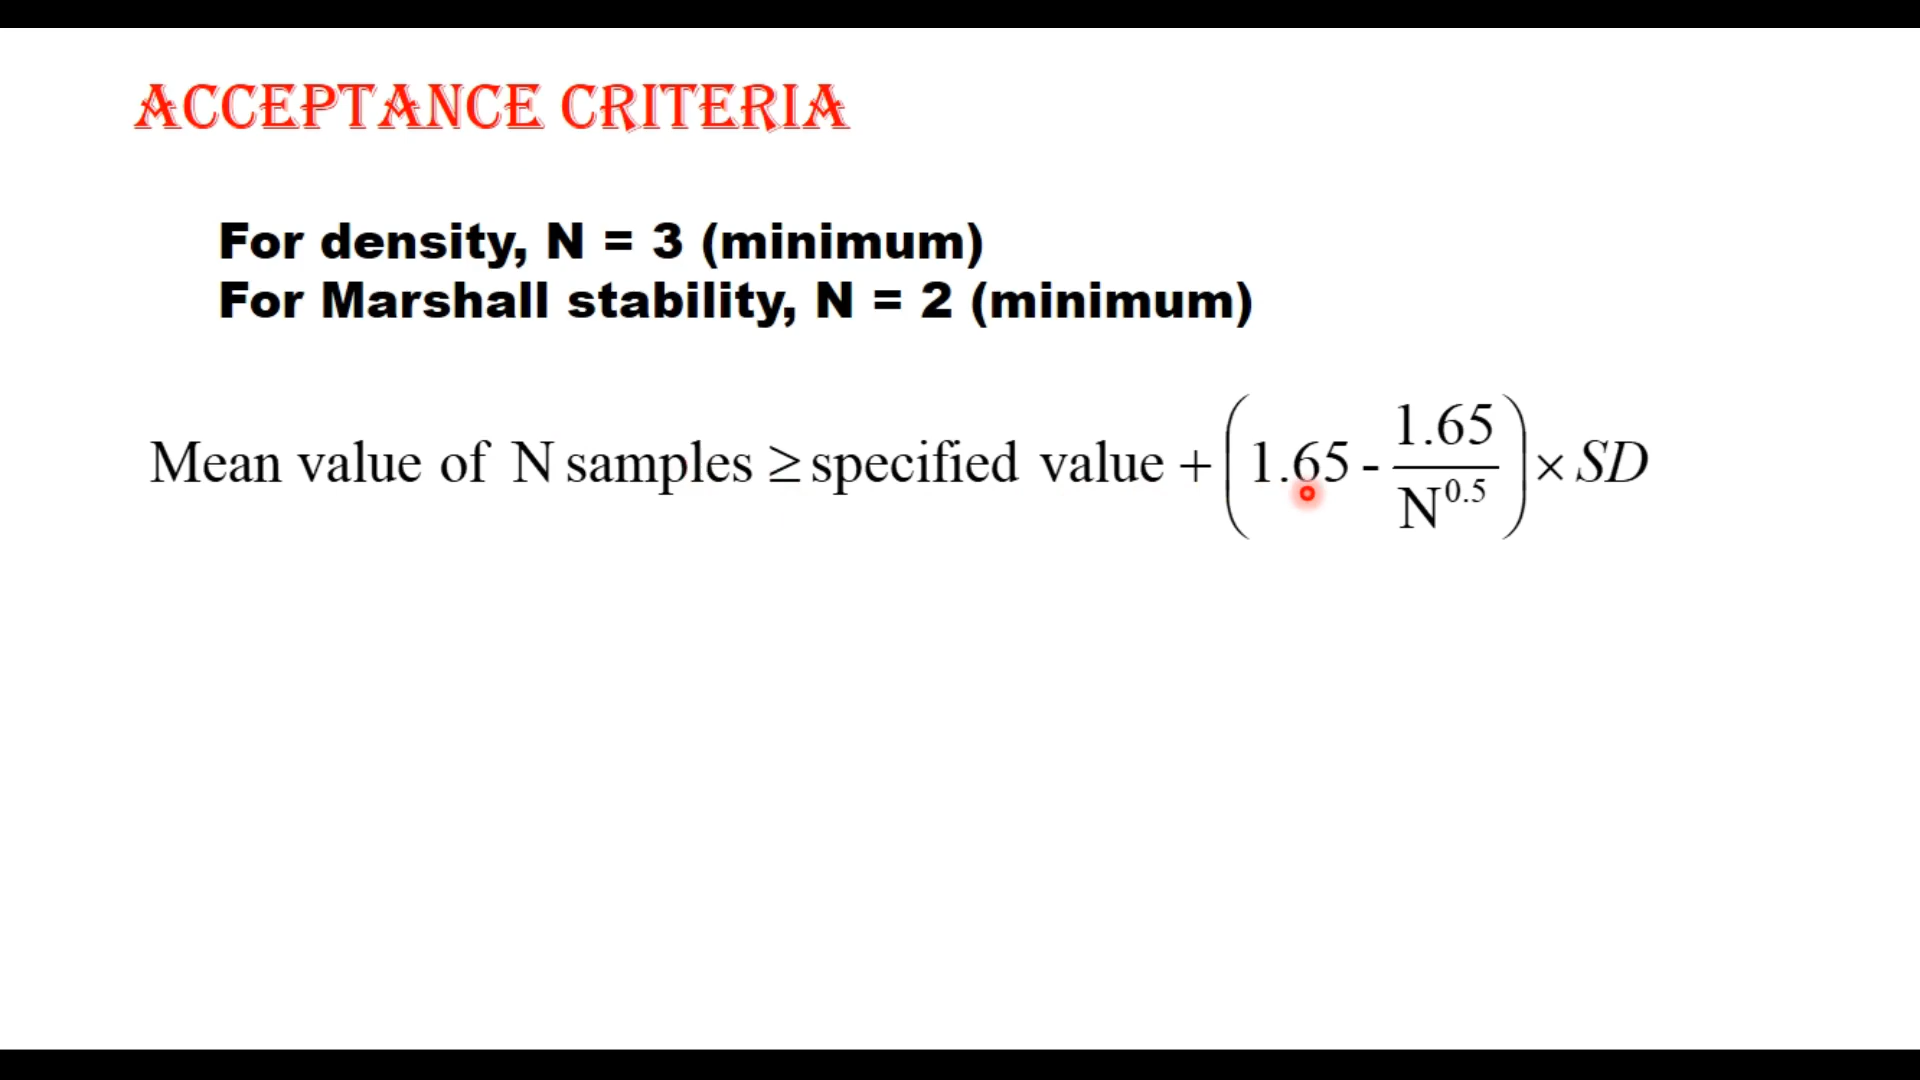 ACCEPTANCE CRITERIA
For density, N = 3 (minimum)
For Marshall stability, N = 2 (minimum)
Mean value of N samples ≥ specified value + (1.65 - 1.65/N^0.5) × SD